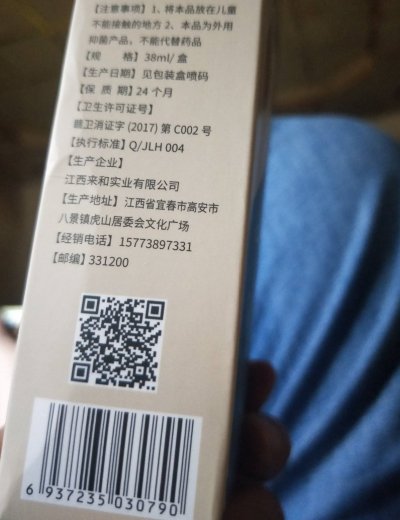 【注意事项】1、将本品放在儿童
不能接触的地方 2、本品为外用
抑菌产品，不能代替药品
【规 格】38ml/ 盒
【生产日期】见包装盒喷码
【保 质 期】24 个月
【卫生许可证号】
赣卫消证字 (2017) 第 C002 号
【执行标准】Q/JLH 004
【生产企业】
江西来和实业有限公司
【生产地址】江西省宜春市高安市
八景镇虎山居委会文化广场
【经销电话】15773897331
【邮编】331200
6 937235 030790